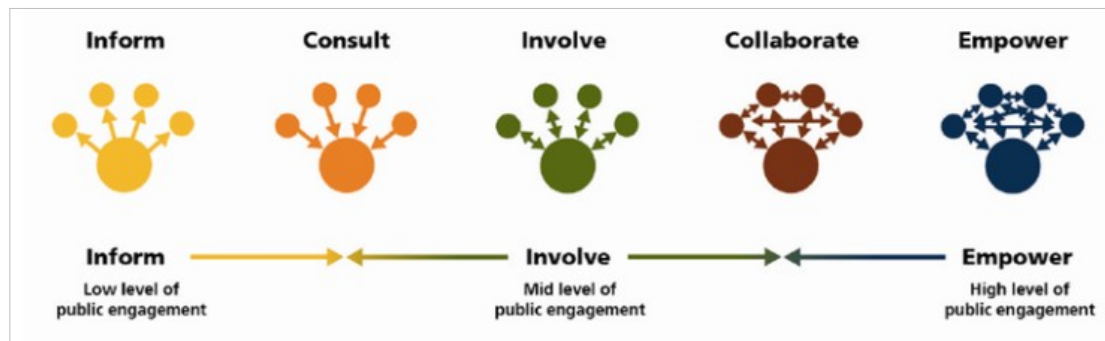 Inform
Consult
Involve
Collaborate
Empower
Inform
Involve
Empower
Low level of
public engagement
Mid level of
public engagement
High level of
public engagement